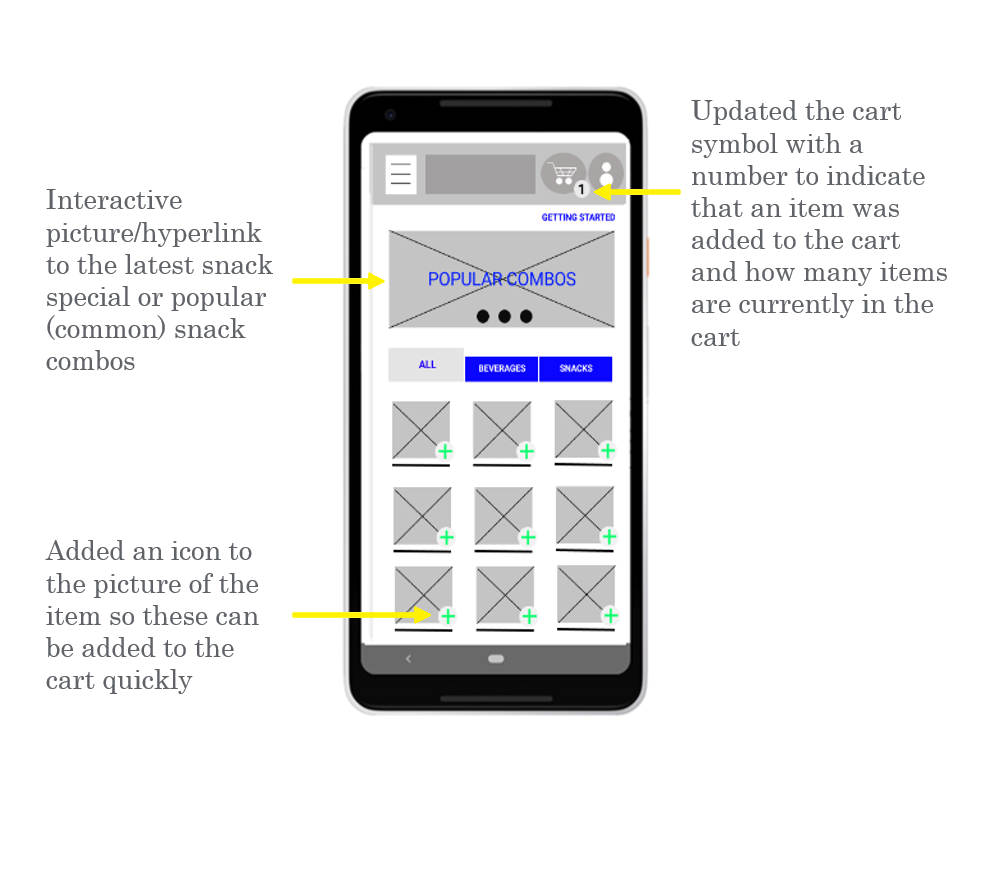 Updated the cart
symbol with a
number to indicate
that an item was
added to the cart
and how many items
are currently in the
cart
Interactive
picture/hyperlink
to the latest snack
special or popular
(common) snack
combos
Added an icon to
the picture of the
item so these can
be added to the
cart quickly
1
GETTING STARTED
POPULAR COMBOS
ALL
BEVERAGES
SNACKS